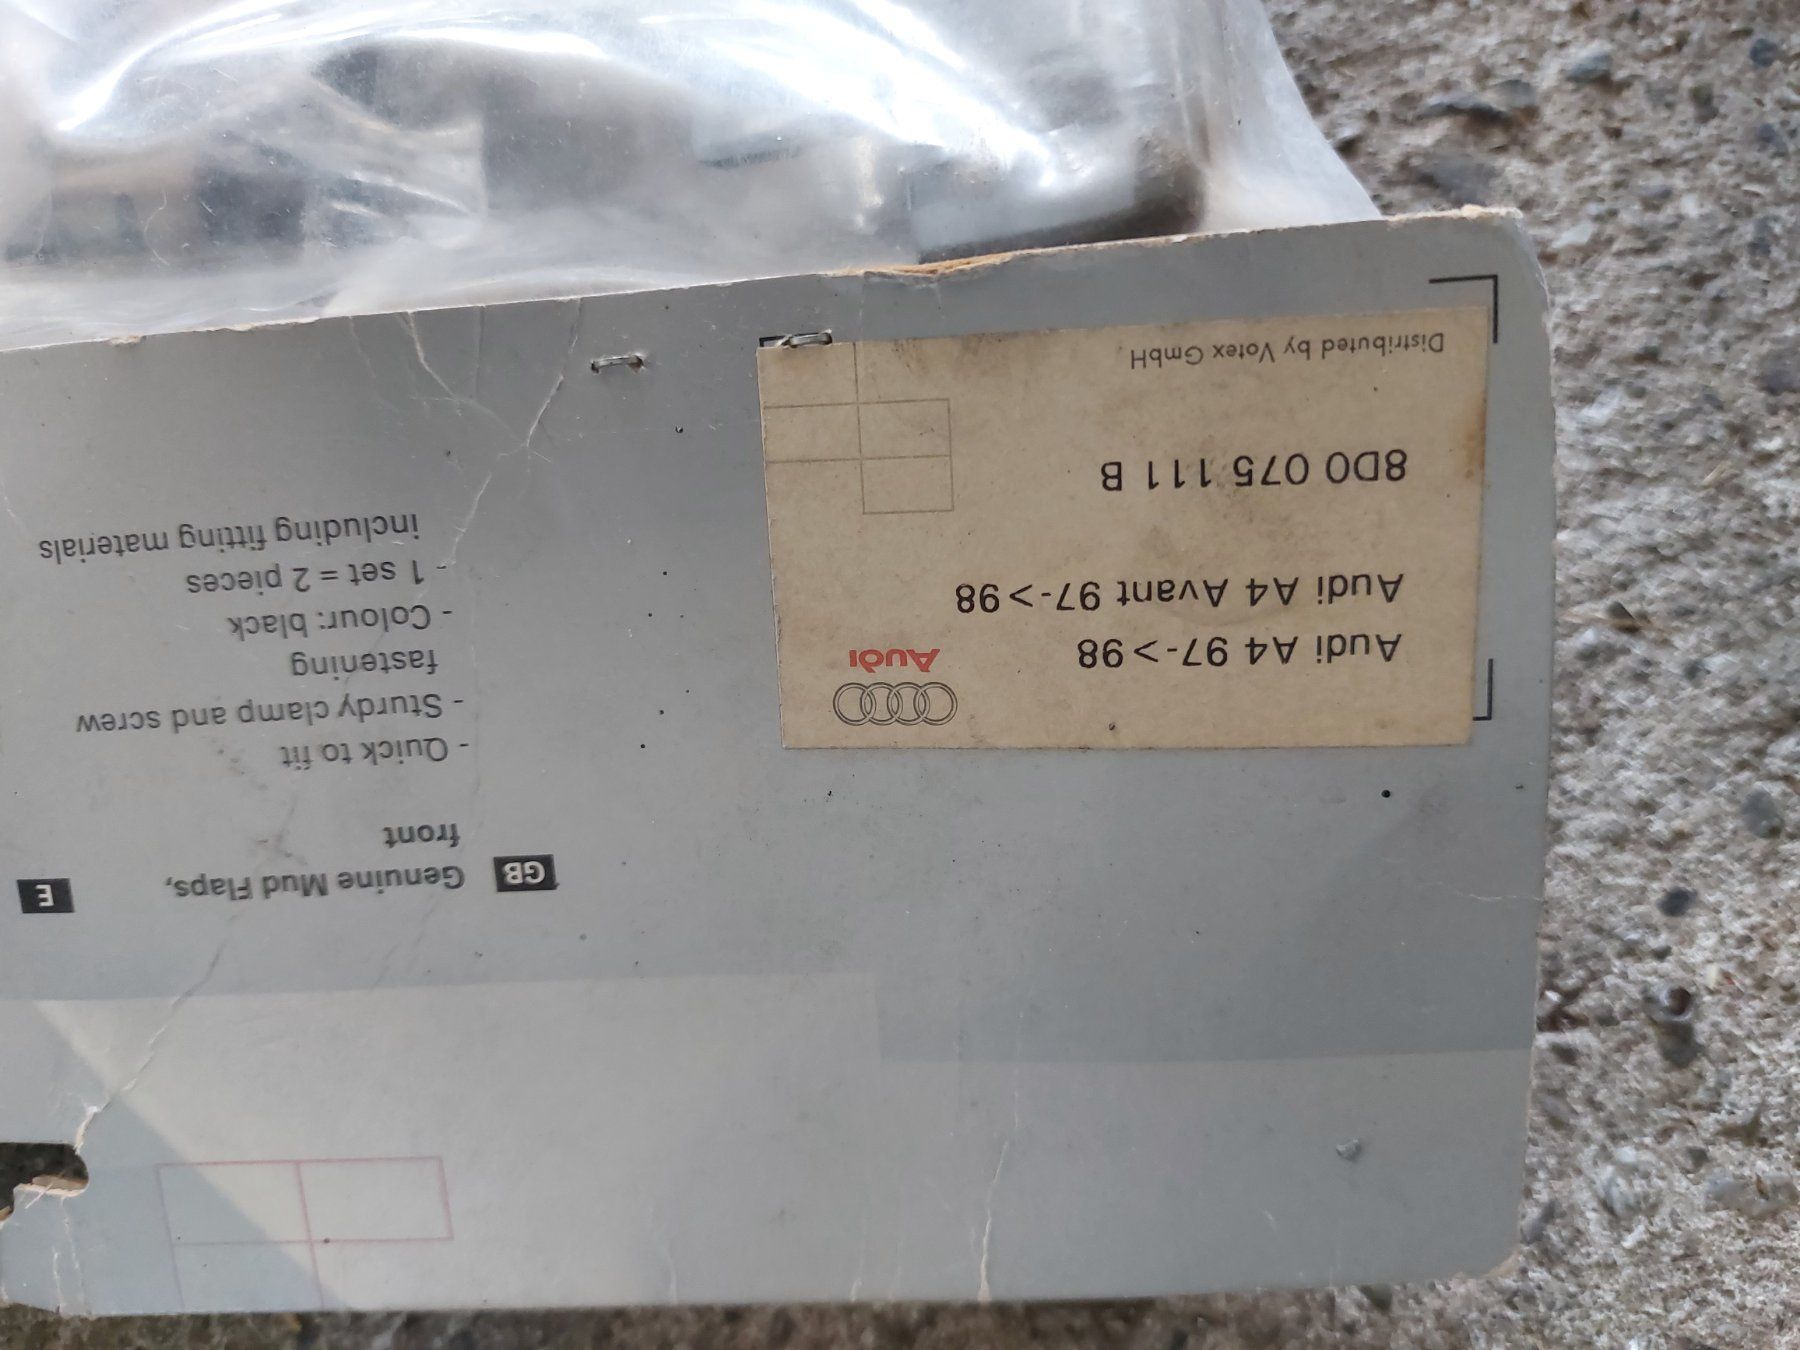 GB
Genuine Mud Flaps,
front
- Quick to fit
- Sturdy clamp and screw
fastening
- Colour: black
- 1 set = 2 pieces
including fitting materials
E
Audi
Audi A4 97->98
Audi A4 Avant 97->98
8D0 075 111 B
Distributed by Votex GmbH